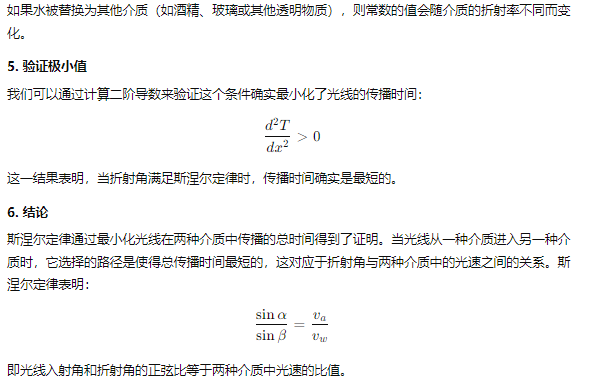 如果水被替换为其他介质（如酒精、玻璃或其他透明物质），则常数的值会随介质的折射率不同而变
化。
5. 验证极小值
我们可以通过计算二阶导数来验证这个条件确实最小化了光线的传播时间：
d²T/dx² > 0
这一结果表明，当折射角满足斯涅尔定律时，传播时间确实是最短的。
6. 结论
斯涅尔定律通过最小化光线在两种介质中传播的总时间得到了证明。当光线从一种介质进入另一种介
质时，它选择的路径是使得总传播时间最短的，这对应于折射角与两种介质中的光速之间的关系。斯
涅尔定律表明：
sin α/sin β = vₐ/v_w
即光线入射角和折射角的正弦比等于两种介质中光速的比值。